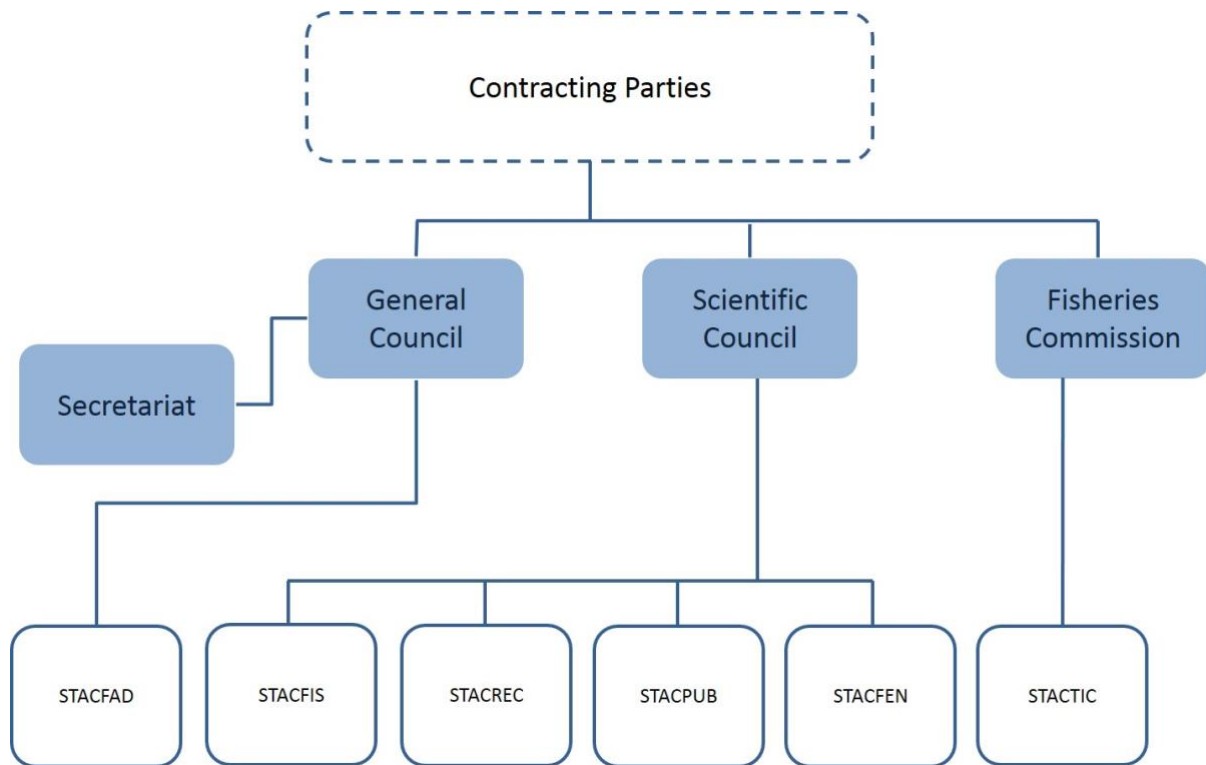 Contracting Parties
General
Council
Scientific
Council
Fisheries
Commission
Secretariat
STACFAD
STACFIS
STACREC
STACPUB
STACFEN
STACTIC